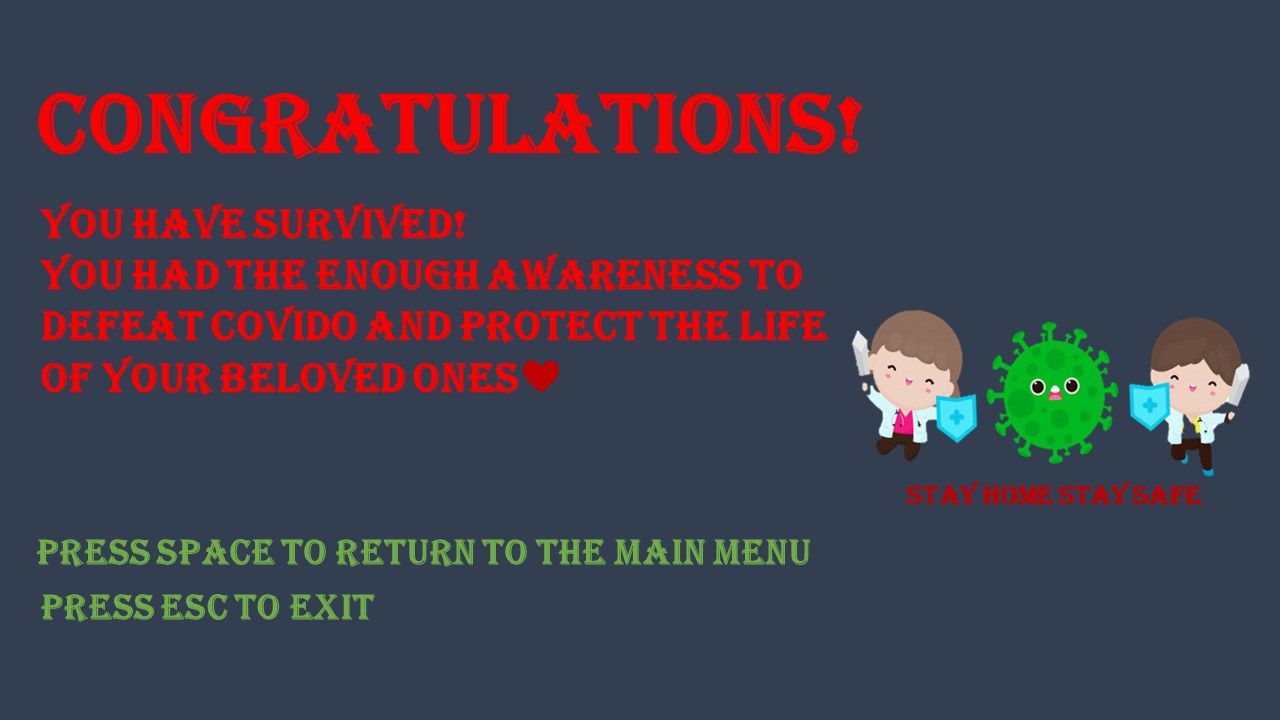 CONGRATULATIONS!
YOU HAVE SURVIVED!
YOU HAD THE ENOUGH AWARENESS TO
DEFEAT COVIDO AND PROTECT THE LIFE
OF YOUR BELOVED ONES♥
STAY HOME STAY SAFE
PRESS SPACE TO RETURN TO THE MAIN MENU
PRESS ESC TO EXIT